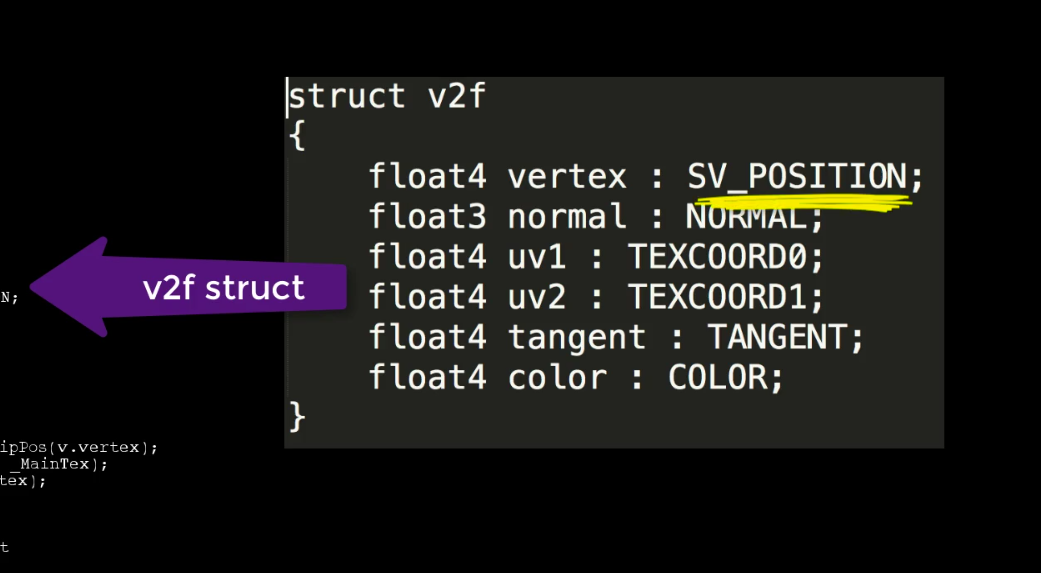 struct v2f
{
float4 vertex : SV_POSITION;
float3 normal : NORMAL;
float4 uv1 : TEXCOORD0;
float4 uv2 : TEXCOORD1;
float4 tangent : TANGENT;
float4 color : COLOR;
}
v2f struct
N;
ipPos(v.vertex);
_MainTex);
tex);
t